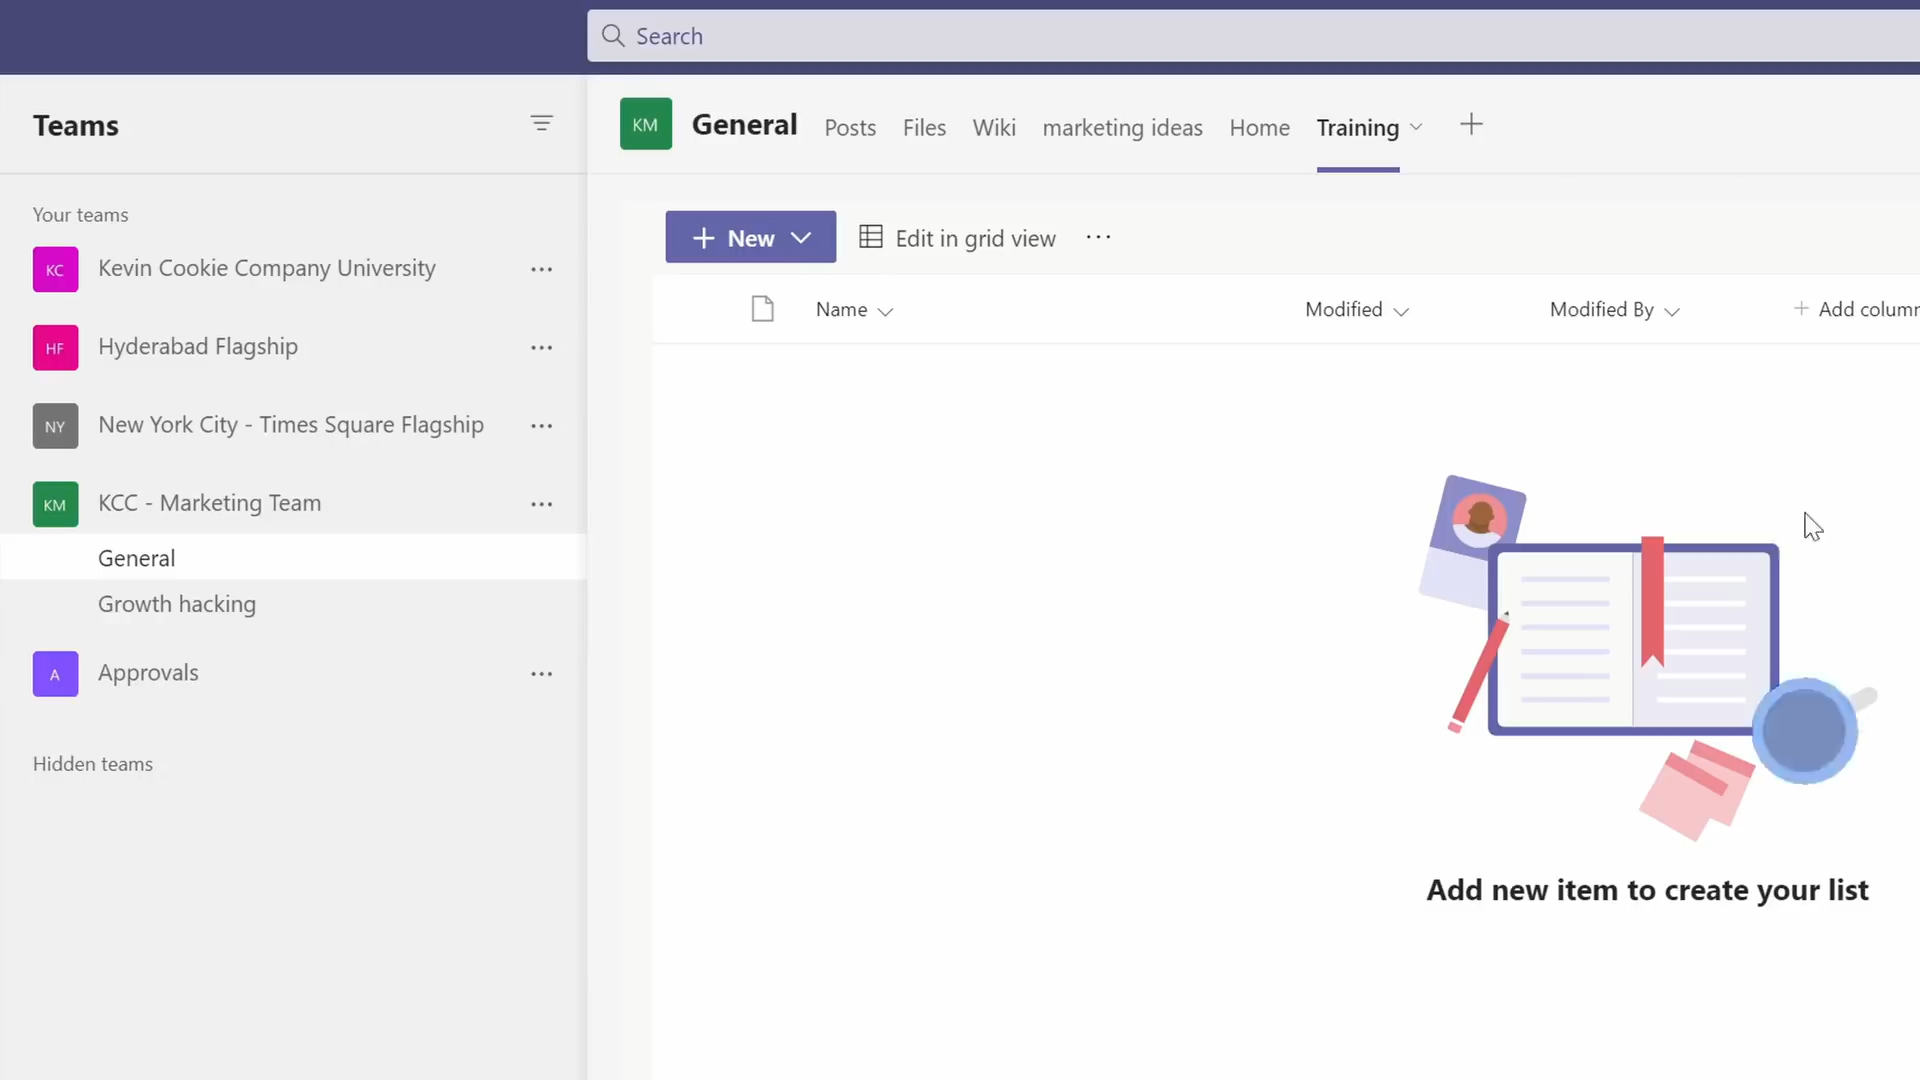 Search
Teams
KM General Posts Files Wiki marketing ideas Home Training
Your teams
New Edit in grid view
KC Kevin Cookie Company University
Name Modified Modified By Add column
HF Hyderabad Flagship
NY New York City - Times Square Flagship
KM KCC - Marketing Team
General
Growth hacking
A Approvals
Hidden teams
Add new item to create your list